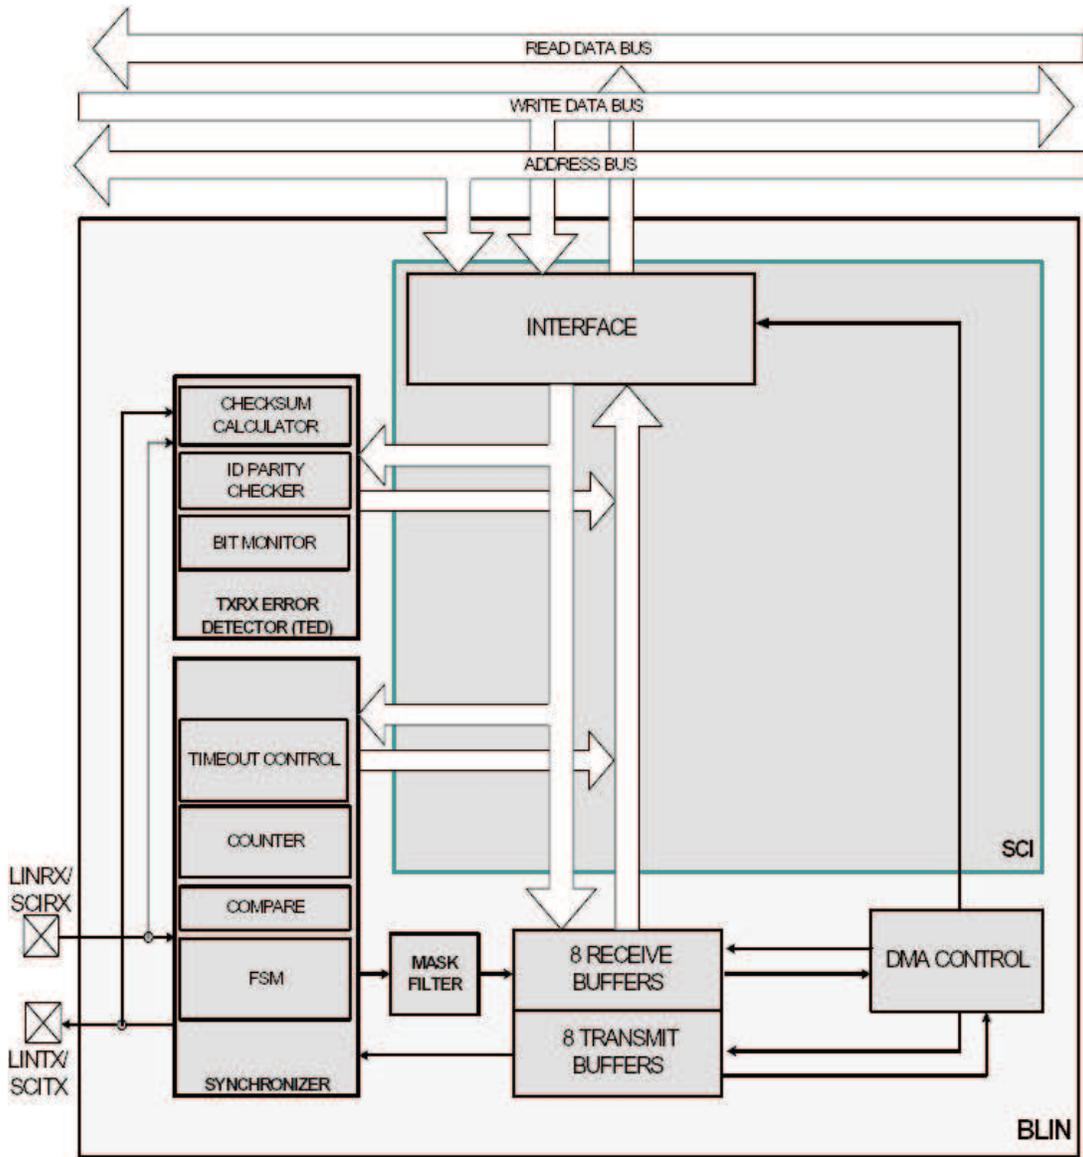 READ DATA BUS
WRITE DATA BUS
ADDRESS BUS
INTERFACE
CHECKSUM
CALCULATOR
ID PARITY
CHECKER
BIT MONITOR
TXRX ERROR
DETECTOR (TED)
TIMEOUT CONTROL
COUNTER
COMPARE
FSM
SYNCHRONIZER
LINRX/
SCIRX
LINTX/
SCITX
MASK
FILTER
8 RECEIVE
BUFFERS
8 TRANSMIT
BUFFERS
DMA CONTROL
SCI
BLIN